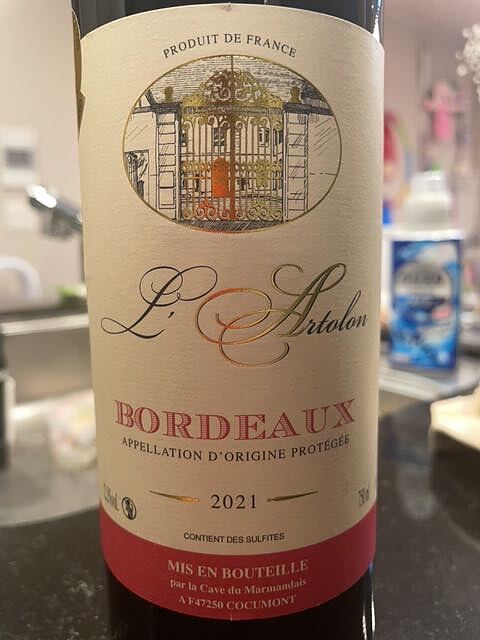 PRODUIT DE FRANCE
L'Artolon
BORDEAUX
APPELLATION D'ORIGINE PROTÉGÉE
2021
CONTIENT DES SULFITES
MIS EN BOUTEILLE
par la Cave du Marmandais
A F47250 COCUMONT